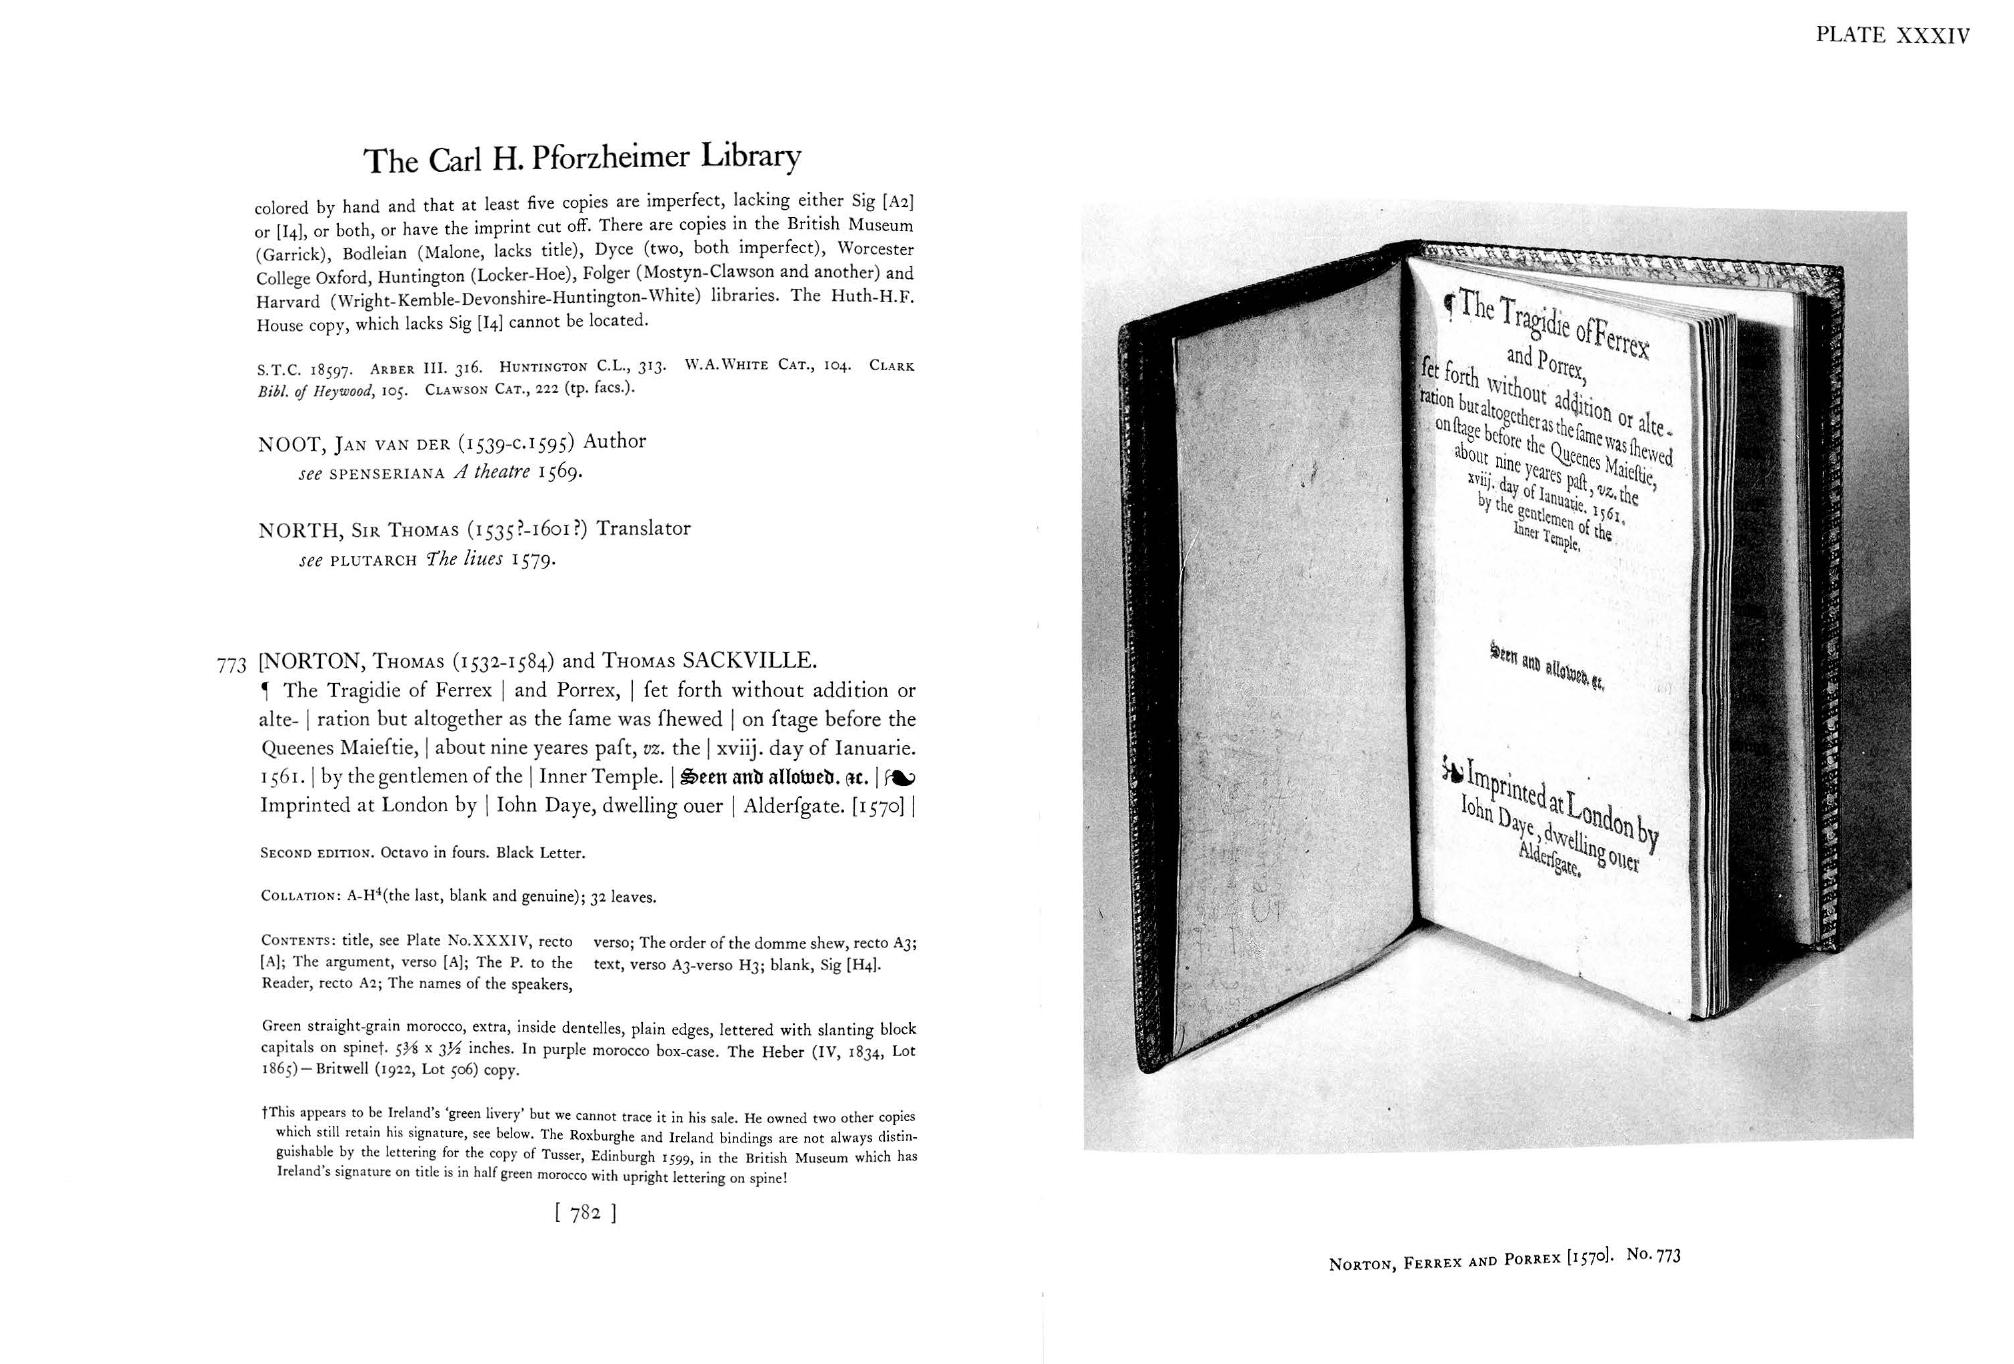 The Carl H. Pforzheimer Library
colored by hand and that at least five copies are imperfect, lacking either Sig [A2]
or [I4], or both, or have the imprint cut off. There are copies in the British Museum
(Garrick), Bodleian (Malone, lacks title), Dyce (two, both imperfect), Worcester
College Oxford, Huntington (Locker-Hoe), Folger (Mostyn-Clawson and another) and
Harvard (Wright-Kemble-Devonshire-Huntington-White) libraries. The Huth-H.F.
House copy, which lacks Sig [I4] cannot be located.
S.T.C. 18597. Arber III. 316. Huntington C.L., 313. W.A.White Cat., 104. Clark
Bibl. of Heywood, 105. Clawson Cat., 222 (tp. facs.).
NOOT, Jan van der (1539-c.1595) Author
see SPENSERIANA A theatre 1569.
NORTH, Sir Thomas (1535?-1601?) Translator
see PLUTARCH The liues 1579.
773 [NORTON, Thomas (1532-1584) and Thomas SACKVILLE.
¶ The Tragidie of Ferrex | and Porrex, | ſet forth without addition or
alte- | ration but altogether as the ſame was ſhewed | on ſtage before the
Queenes Maieſtie, | about nine yeares paſt, vz. the | xviij. day of Ianuarie.
1561. | by the gentlemen of the | Inner Temple. | Seen and allowed. &c. | ❧
Imprinted at London by | Iohn Daye, dwelling ouer | Alderſgate. [1570] |
Second edition. Octavo in fours. Black Letter.
Collation: A-H⁴(the last, blank and genuine); 32 leaves.
Contents: title, see Plate No.XXXIV, recto
[A]; The argument, verso [A]; The P. to the
Reader, recto A2; The names of the speakers,
verso; The order of the domme shew, recto A3;
text, verso A3-verso H3; blank, Sig [H4].
Green straight-grain morocco, extra, inside dentelles, plain edges, lettered with slanting block
capitals on spine†. 5⅜ x 3½ inches. In purple morocco box-case. The Heber (IV, 1834, Lot
1865)—Britwell (1922, Lot 506) copy.
†This appears to be Ireland's 'green livery' but we cannot trace it in his sale. He owned two other copies
which still retain his signature, see below. The Roxburghe and Ireland bindings are not always distin-
guishable by the lettering for the copy of Tusser, Edinburgh 1599, in the British Museum which has
Ireland's signature on title is in half green morocco with upright lettering on spine!
[ 782 ]
PLATE XXXIV
¶ The Tragidie of Ferrex
and Porrex,
ſet forth without addition or alte-
ration but altogether as the ſame was ſhewed
on ſtage before the Queenes Maieſtie,
about nine yeares paſt, vz. the
xviij. day of Ianuarie. 1561.
by the gentlemen of the
Inner Temple.
Seen and allowed. &c.
❧ Imprinted at London by
Iohn Daye, dwelling ouer
Alderſgate.
Norton, Ferrex and Porrex [1570]. No. 773